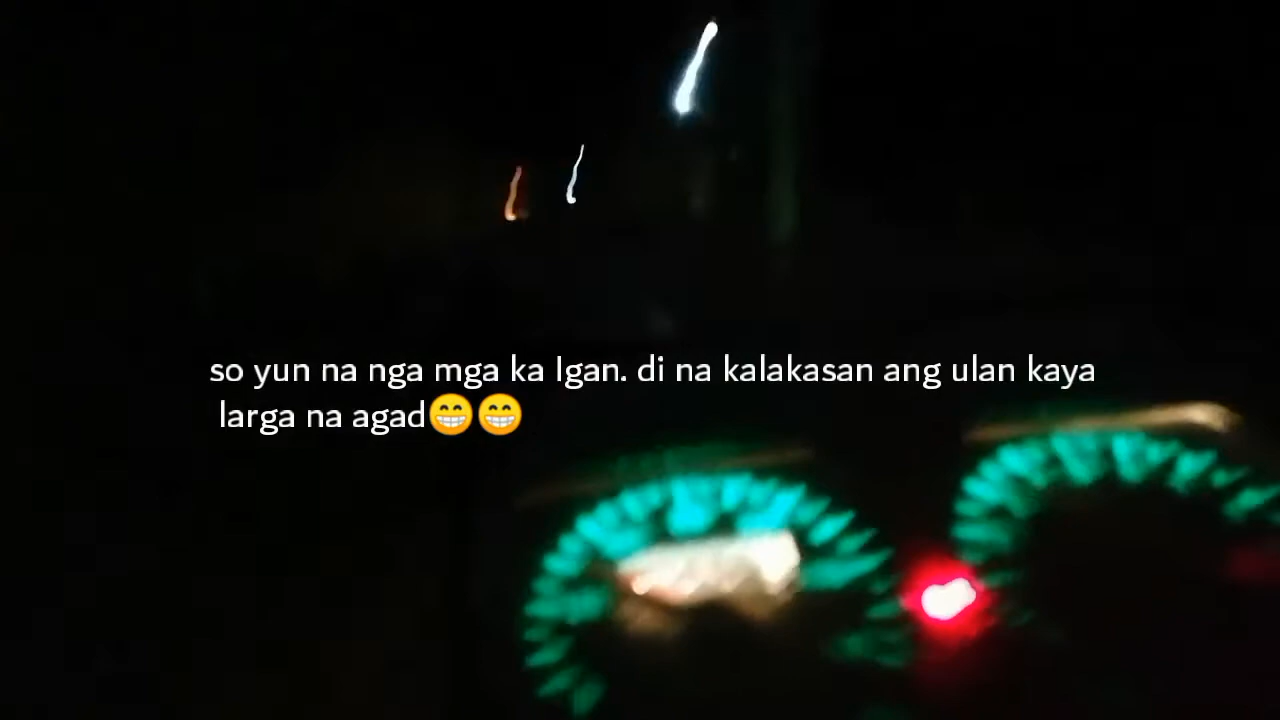 so yun na nga mga ka Igan. di na kalakasan ang ulan kaya
larga na agad😁😁